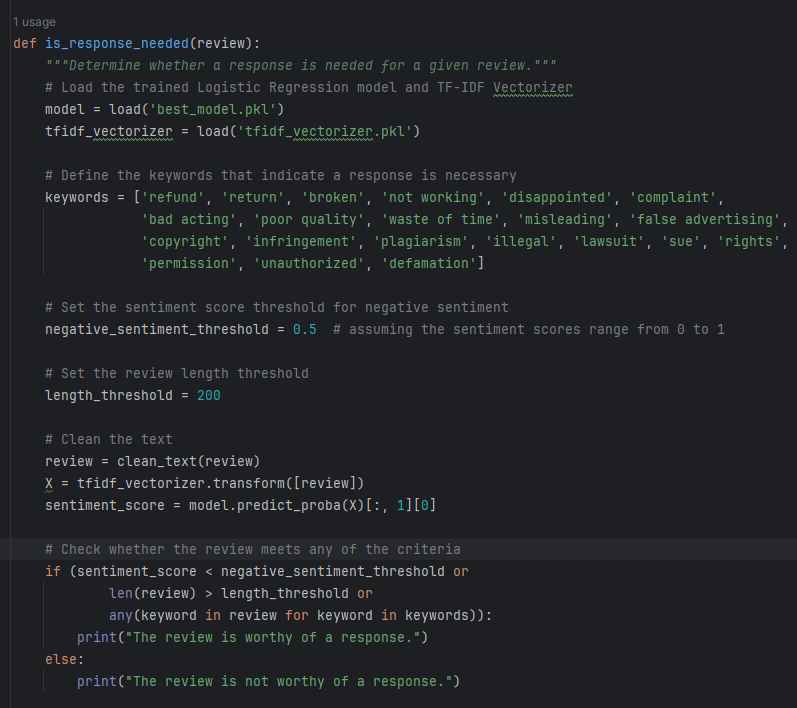 1 usage
def is_response_needed(review):
    """Determine whether a response is needed for a given review."""
    # Load the trained Logistic Regression model and TF-IDF Vectorizer
    model = load('best_model.pkl')
    tfidf_vectorizer = load('tfidf_vectorizer.pkl')
    # Define the keywords that indicate a response is necessary
    keywords = ['refund', 'return', 'broken', 'not working', 'disappointed', 'complaint',
                'bad acting', 'poor quality', 'waste of time', 'misleading', 'false advertising',
                'copyright', 'infringement', 'plagiarism', 'illegal', 'lawsuit', 'sue', 'rights',
                'permission', 'unauthorized', 'defamation']
    # Set the sentiment score threshold for negative sentiment
    negative_sentiment_threshold = 0.5  # assuming the sentiment scores range from 0 to 1
    # Set the review length threshold
    length_threshold = 200
    # Clean the text
    review = clean_text(review)
    X = tfidf_vectorizer.transform([review])
    sentiment_score = model.predict_proba(X)[:, 1][0]
    # Check whether the review meets any of the criteria
    if (sentiment_score < negative_sentiment_threshold or
            len(review) > length_threshold or
            any(keyword in review for keyword in keywords)):
        print("The review is worthy of a response.")
    else:
        print("The review is not worthy of a response.")